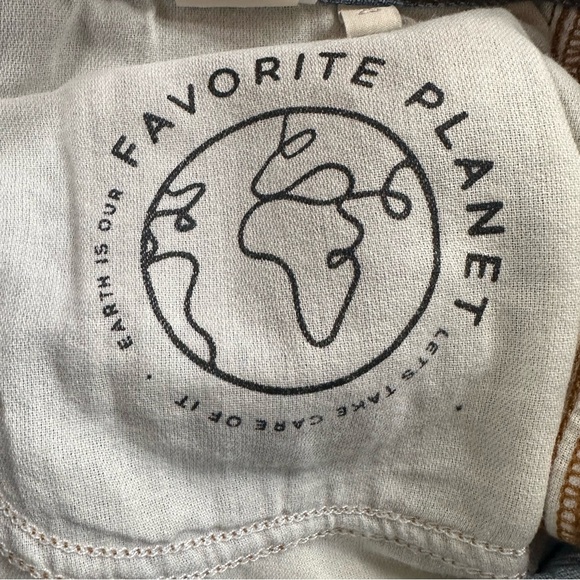 EARTH IS OUR
FAVORITE PLANET
LET'S TAKE CARE OF IT